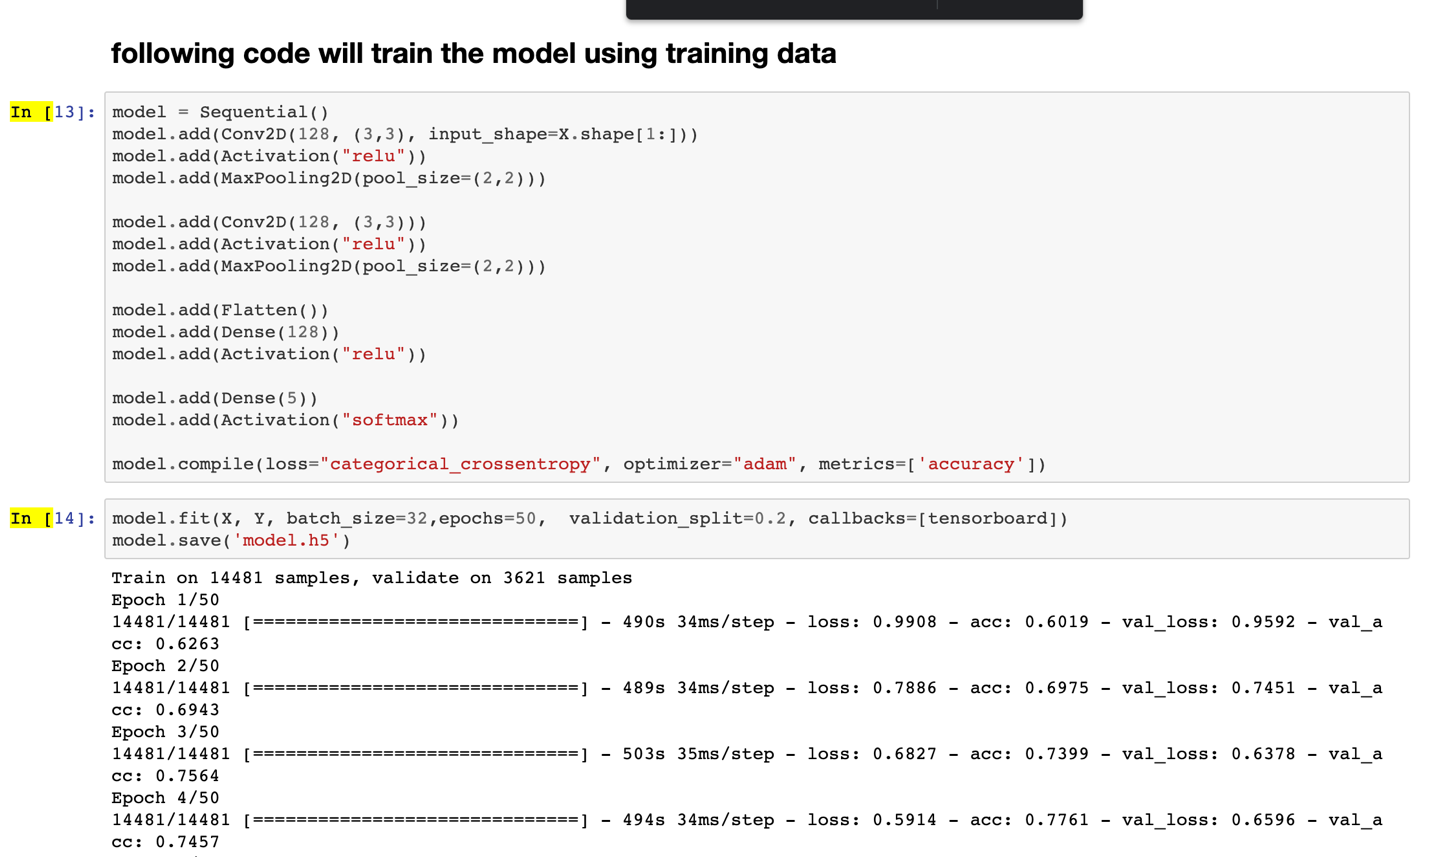 following code will train the model using training data
In [13]:
model = Sequential()
model.add(Conv2D(128, (3,3), input_shape=X.shape[1:]))
model.add(Activation("relu"))
model.add(MaxPooling2D(pool_size=(2,2)))
model.add(Conv2D(128, (3,3)))
model.add(Activation("relu"))
model.add(MaxPooling2D(pool_size=(2,2)))
model.add(Flatten())
model.add(Dense(128))
model.add(Activation("relu"))
model.add(Dense(5))
model.add(Activation("softmax"))
model.compile(loss="categorical_crossentropy", optimizer="adam", metrics=['accuracy'])
In [14]:
model.fit(X, Y, batch_size=32,epochs=50,  validation_split=0.2, callbacks=[tensorboard])
model.save('model.h5')
Train on 14481 samples, validate on 3621 samples
Epoch 1/50
14481/14481 [==============================] - 490s 34ms/step - loss: 0.9908 - acc: 0.6019 - val_loss: 0.9592 - val_a
cc: 0.6263
Epoch 2/50
14481/14481 [==============================] - 489s 34ms/step - loss: 0.7886 - acc: 0.6975 - val_loss: 0.7451 - val_a
cc: 0.6943
Epoch 3/50
14481/14481 [==============================] - 503s 35ms/step - loss: 0.6827 - acc: 0.7399 - val_loss: 0.6378 - val_a
cc: 0.7564
Epoch 4/50
14481/14481 [==============================] - 494s 34ms/step - loss: 0.5914 - acc: 0.7761 - val_loss: 0.6596 - val_a
cc: 0.7457